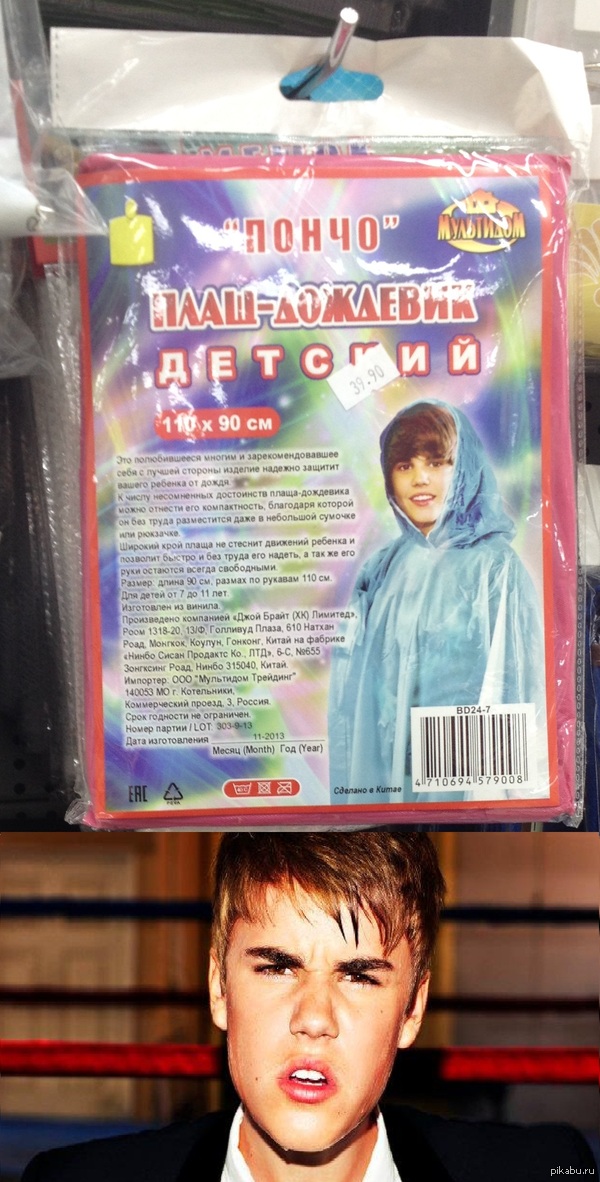 "ПОНЧО"
МУЛЬТИДОМ
ПЛАЩ-ДОЖДЕВИК
ДЕТСКИЙ
39.90
110 х 90 см
Это полюбившееся многим и зарекомендовавшее
себя с лучшей стороны изделие надежно защитит
вашего ребенка от дождя.
К числу несомненных достоинств плаща-дождевика
можно отнести его компактность, благодаря которой
он без труда разместится даже в небольшой сумочке
или рюкзачке.
Широкий крой плаща не стеснит движений ребенка и
позволит быстро и без труда его надеть, а так же его
руки остаются всегда свободными.
Размер: длина 90 см, размах по рукавам 110 см.
Для детей от 7 до 11 лет.
Изготовлен из винила.
Произведено компанией «Джой Брайт (ХК) Лимитед»,
Роом 1318-20, 13/Ф, Голливуд Плаза, 610 Натхан
Роад, Монгкок, Коулун, Гонконг, Китай на фабрике
«Нинбо Сисан Продактс Ко., ЛТД», 6-С, №655
Зонгксинг Роад, Нинбо 315040, Китай.
Импортер: ООО "Мультидом Трейдинг"
140053 МО г. Котельники,
Коммерческий проезд, 3, Россия.
Срок годности не ограничен.
Номер партии / LOT: 303-9-13
Дата изготовления 11-2013
Месяц (Month) Год (Year)
BD24-7
4 710694 579008
EAC
Сделано в Китае
pikabu.ru